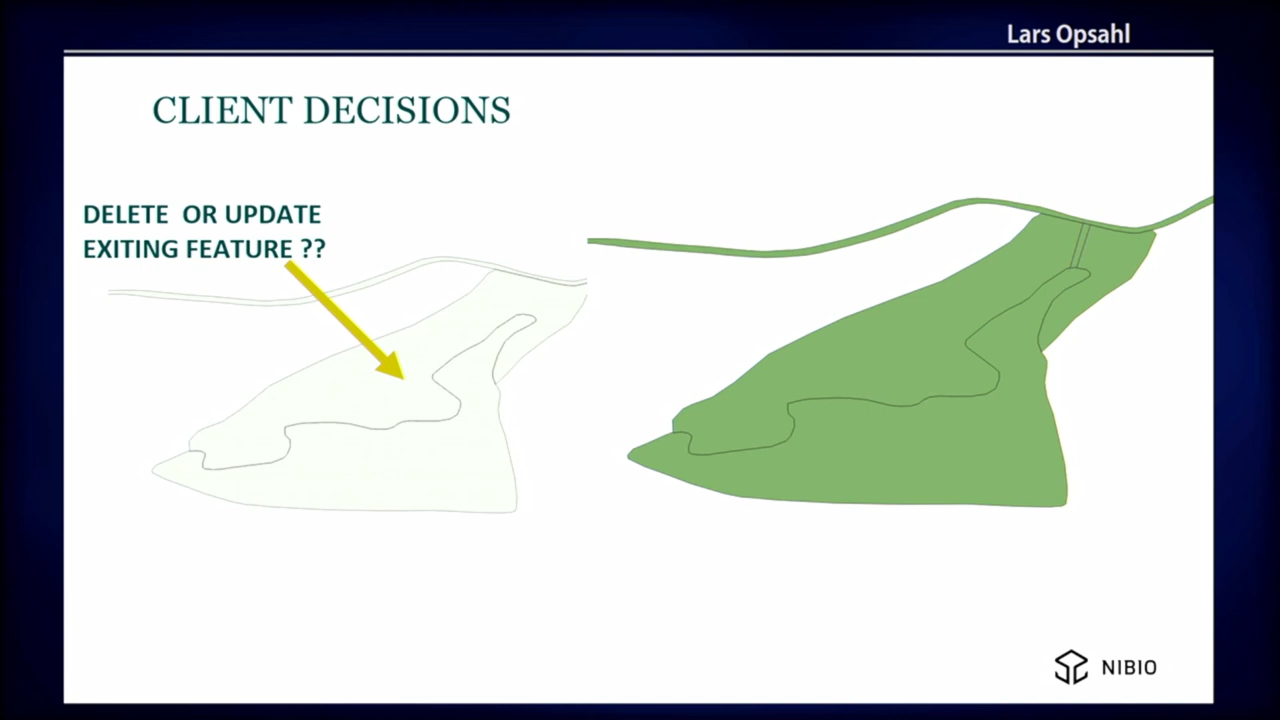 Lars Opsahl
CLIENT DECISIONS
DELETE OR UPDATE
EXITING FEATURE ??
NIBIO